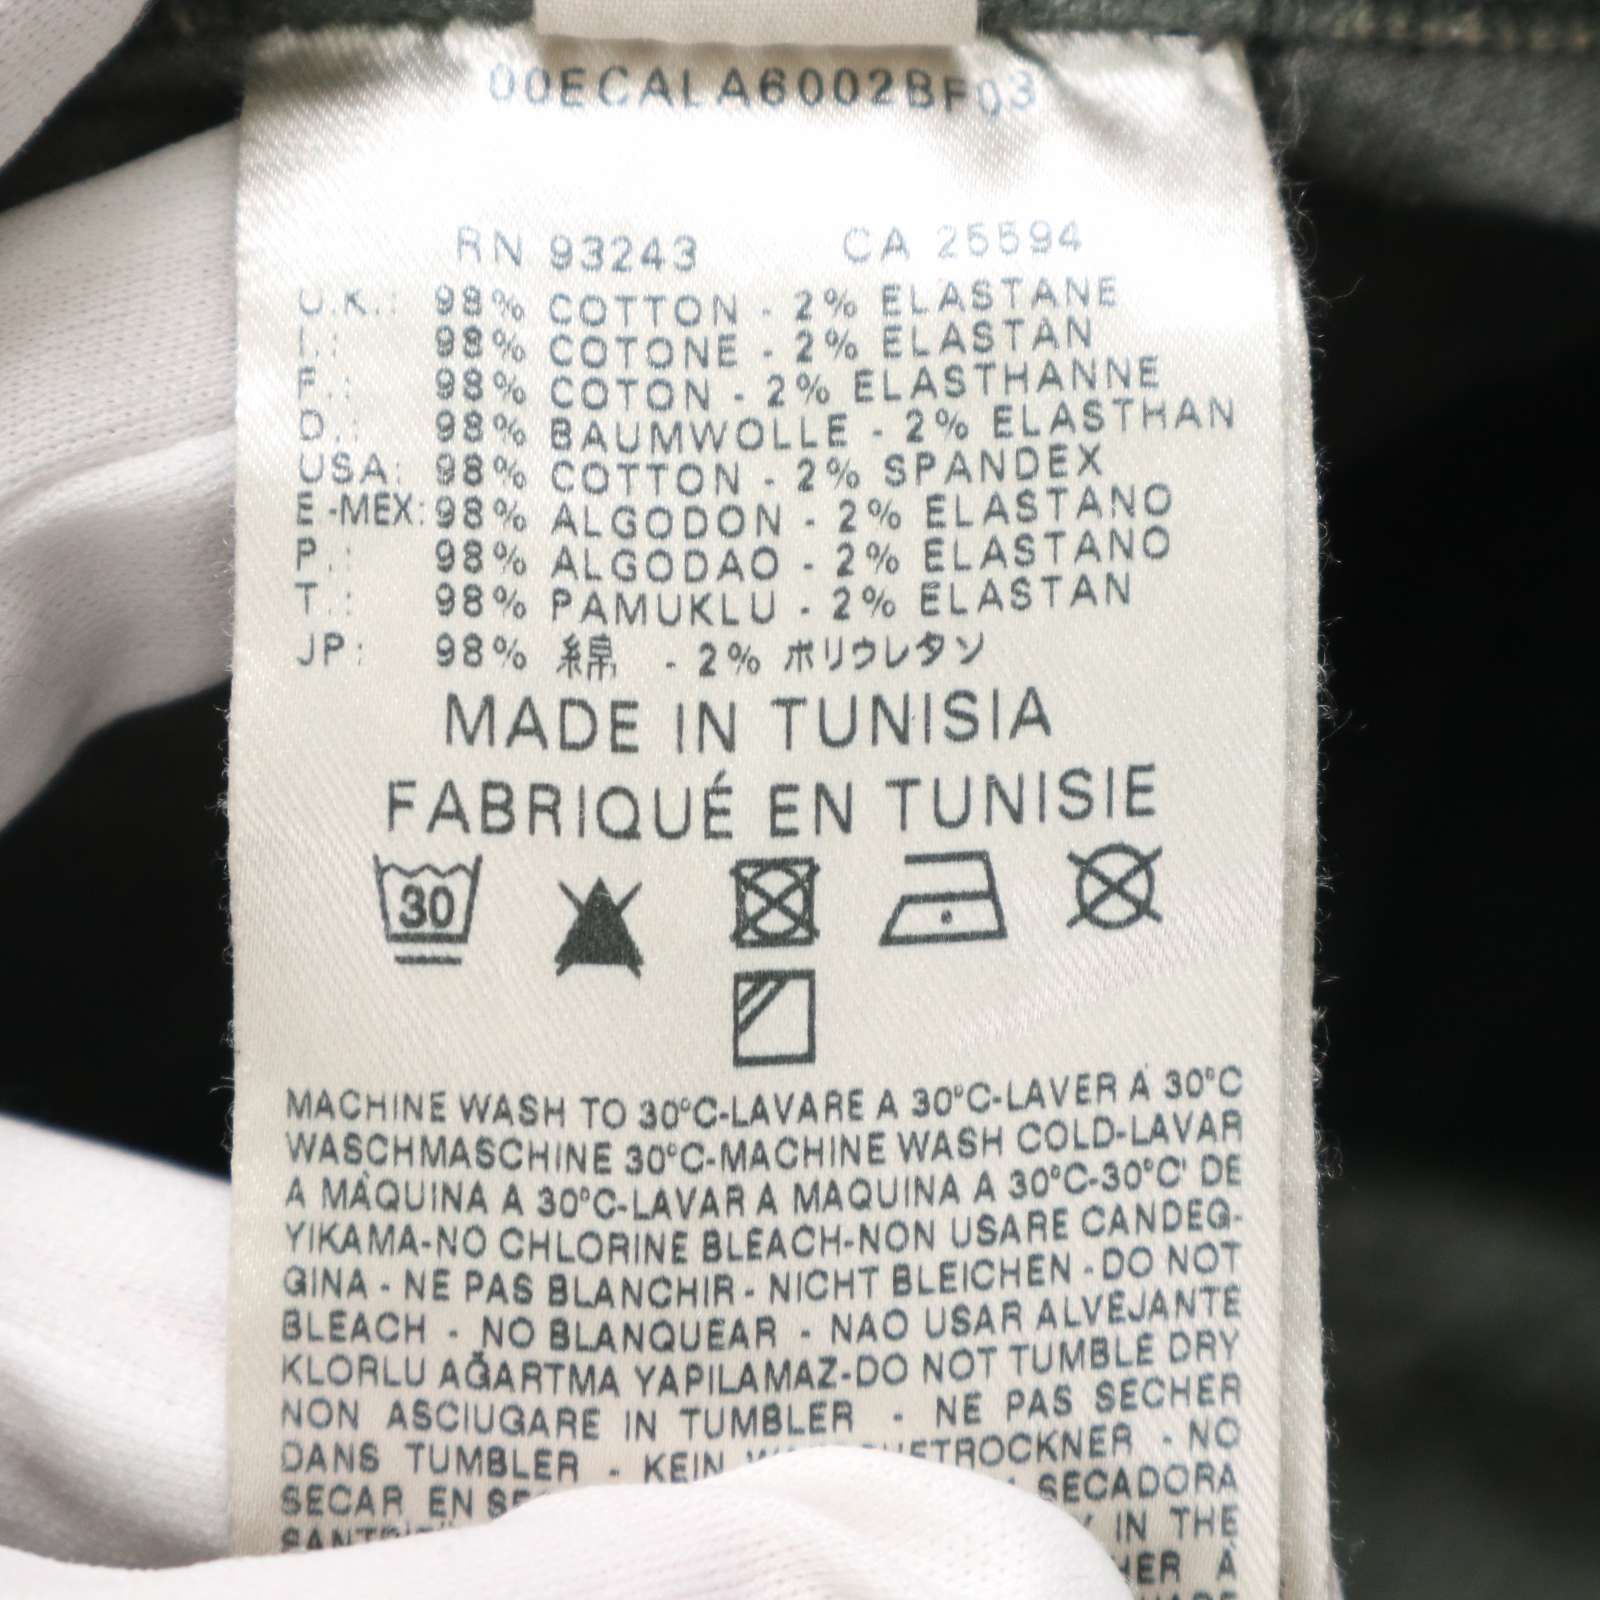 00ECALA6002BF03
RN 93243 CA 25594
U.K.: 98% COTTON - 2% ELASTANE
I.: 98% COTONE - 2% ELASTAN
F.: 98% COTON - 2% ELASTHANNE
D.: 98% BAUMWOLLE - 2% ELASTHAN
USA: 98% COTTON - 2% SPANDEX
E-MEX: 98% ALGODON - 2% ELASTANO
P.: 98% ALGODAO - 2% ELASTANO
T.: 98% PAMUKLU - 2% ELASTAN
JP: 98% 綿 - 2% ポリウレタン
MADE IN TUNISIA
FABRIQUÉ EN TUNISIE
30
MACHINE WASH TO 30°C-LAVARE A 30°C-LAVER À 30°C
WASCHMASCHINE 30°C-MACHINE WASH COLD-LAVAR
A MÀQUINA A 30°C-LAVAR A MAQUINA A 30°C-30°C' DE
YIKAMA-NO CHLORINE BLEACH-NON USARE CANDEG-
GINA - NE PAS BLANCHIR - NICHT BLEICHEN - DO NOT
BLEACH - NO BLANQUEAR - NAO USAR ALVEJANTE
KLORLU AĞARTMA YAPILAMAZ-DO NOT TUMBLE DRY
NON ASCIUGARE IN TUMBLER - NE PAS SECHER
DANS TUMBLER - KEIN - NO
SECAR EN SECADORA
IN THE
À